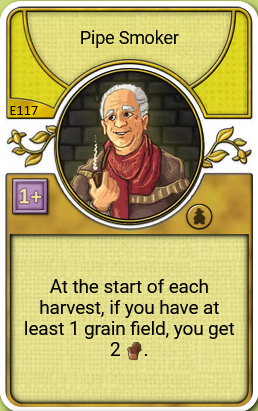 Pipe Smoker
E117
1+
At the start of each
harvest, if you have at
least 1 grain field, you get
2 .